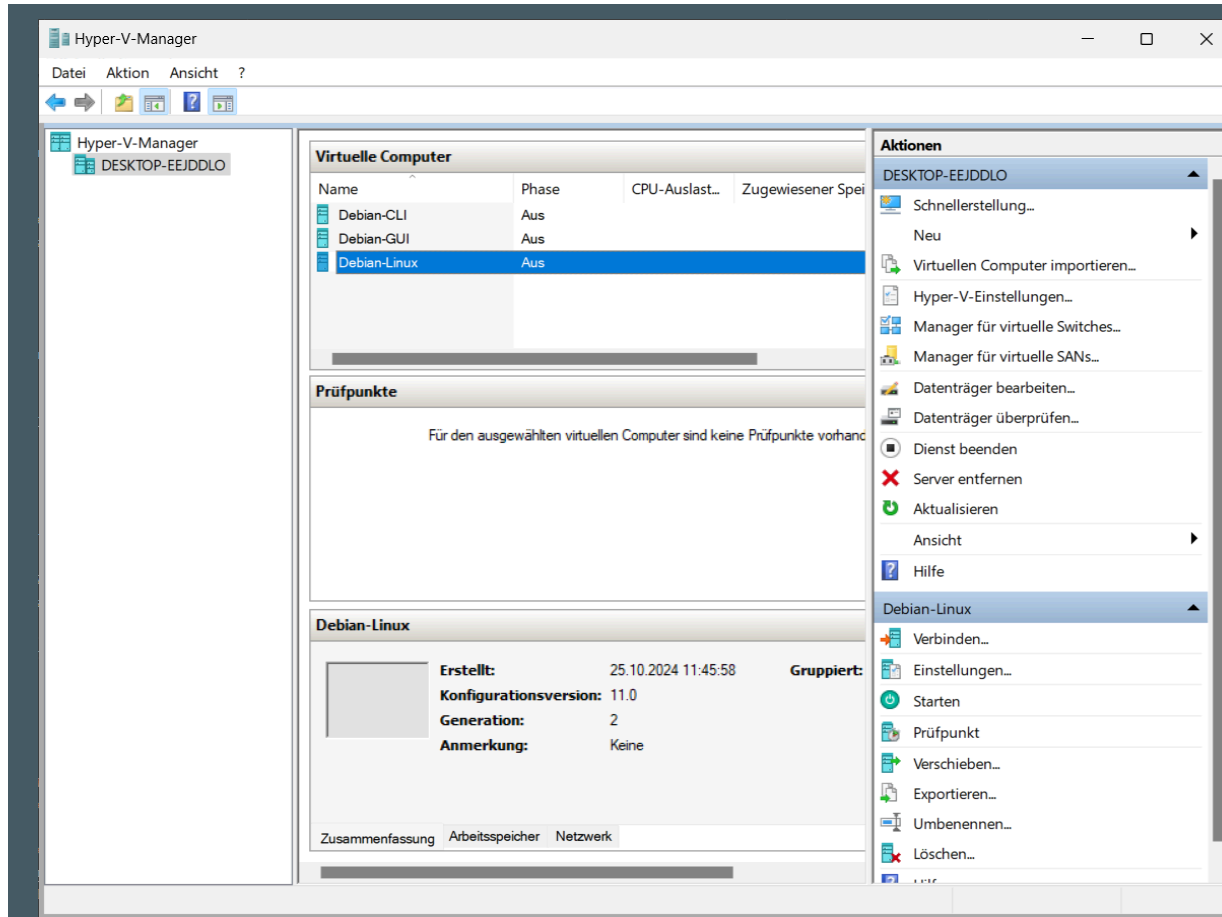 Hyper-V-Manager
Datei Aktion Ansicht ?
Hyper-V-Manager
DESKTOP-EEJDDLO
Virtuelle Computer
Name Phase CPU-Auslast... Zugewiesener Spei
Debian-CLI Aus
Debian-GUI Aus
Debian-Linux Aus
Prüfpunkte
Für den ausgewählten virtuellen Computer sind keine Prüfpunkte vorhand
Debian-Linux
Erstellt: 25.10.2024 11:45:58 Gruppiert:
Konfigurationsversion: 11.0
Generation: 2
Anmerkung: Keine
Zusammenfassung Arbeitsspeicher Netzwerk
Aktionen
DESKTOP-EEJDDLO
Schnellerstellung...
Neu
Virtuellen Computer importieren...
Hyper-V-Einstellungen...
Manager für virtuelle Switches...
Manager für virtuelle SANs...
Datenträger bearbeiten...
Datenträger überprüfen...
Dienst beenden
Server entfernen
Aktualisieren
Ansicht
Hilfe
Debian-Linux
Verbinden...
Einstellungen...
Starten
Prüfpunkt
Verschieben...
Exportieren...
Umbenennen...
Löschen...